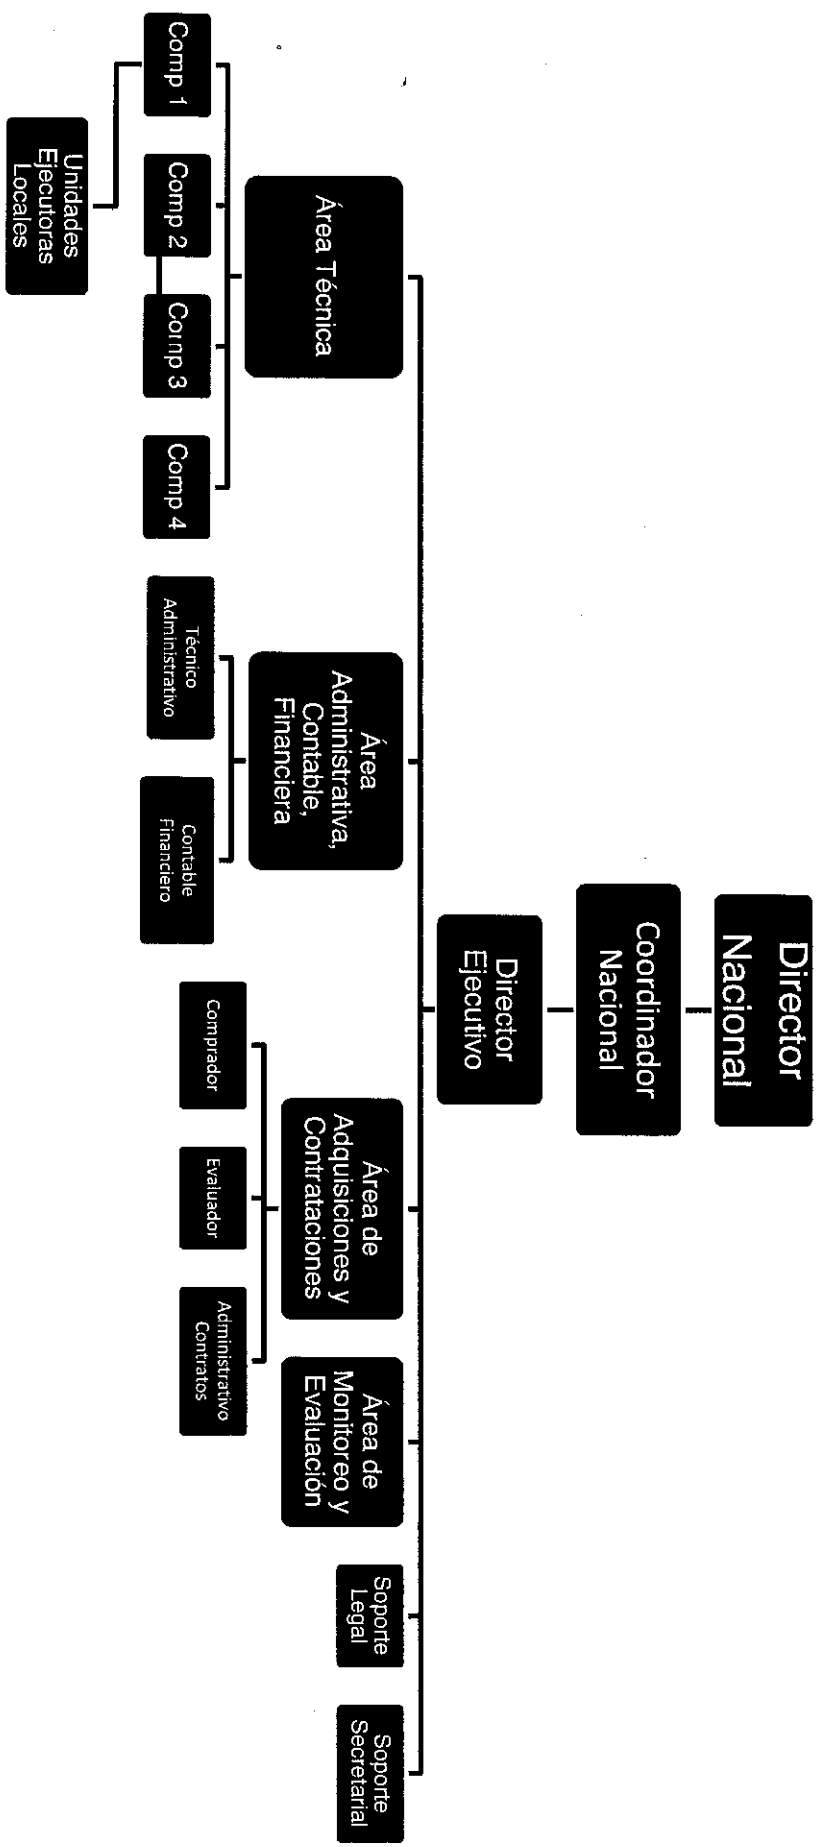 Director
Nacional
Coordinador
Nacional
Director
Ejecutivo
Área Técnica
Área
Administrativa,
Contable,
Financiera
Área de
Adquisiciones y
Contrataciones
Área de
Monitoreo y
Evaluación
Soporte
Legal
Soporte
Secretarial
Comp 1
Comp 2
Comp 3
Comp 4
Técnico
Administrativo
Contable
Financiero
Comprador
Evaluador
Administrativo
Contratos
Unidades
Ejecutoras
Locales